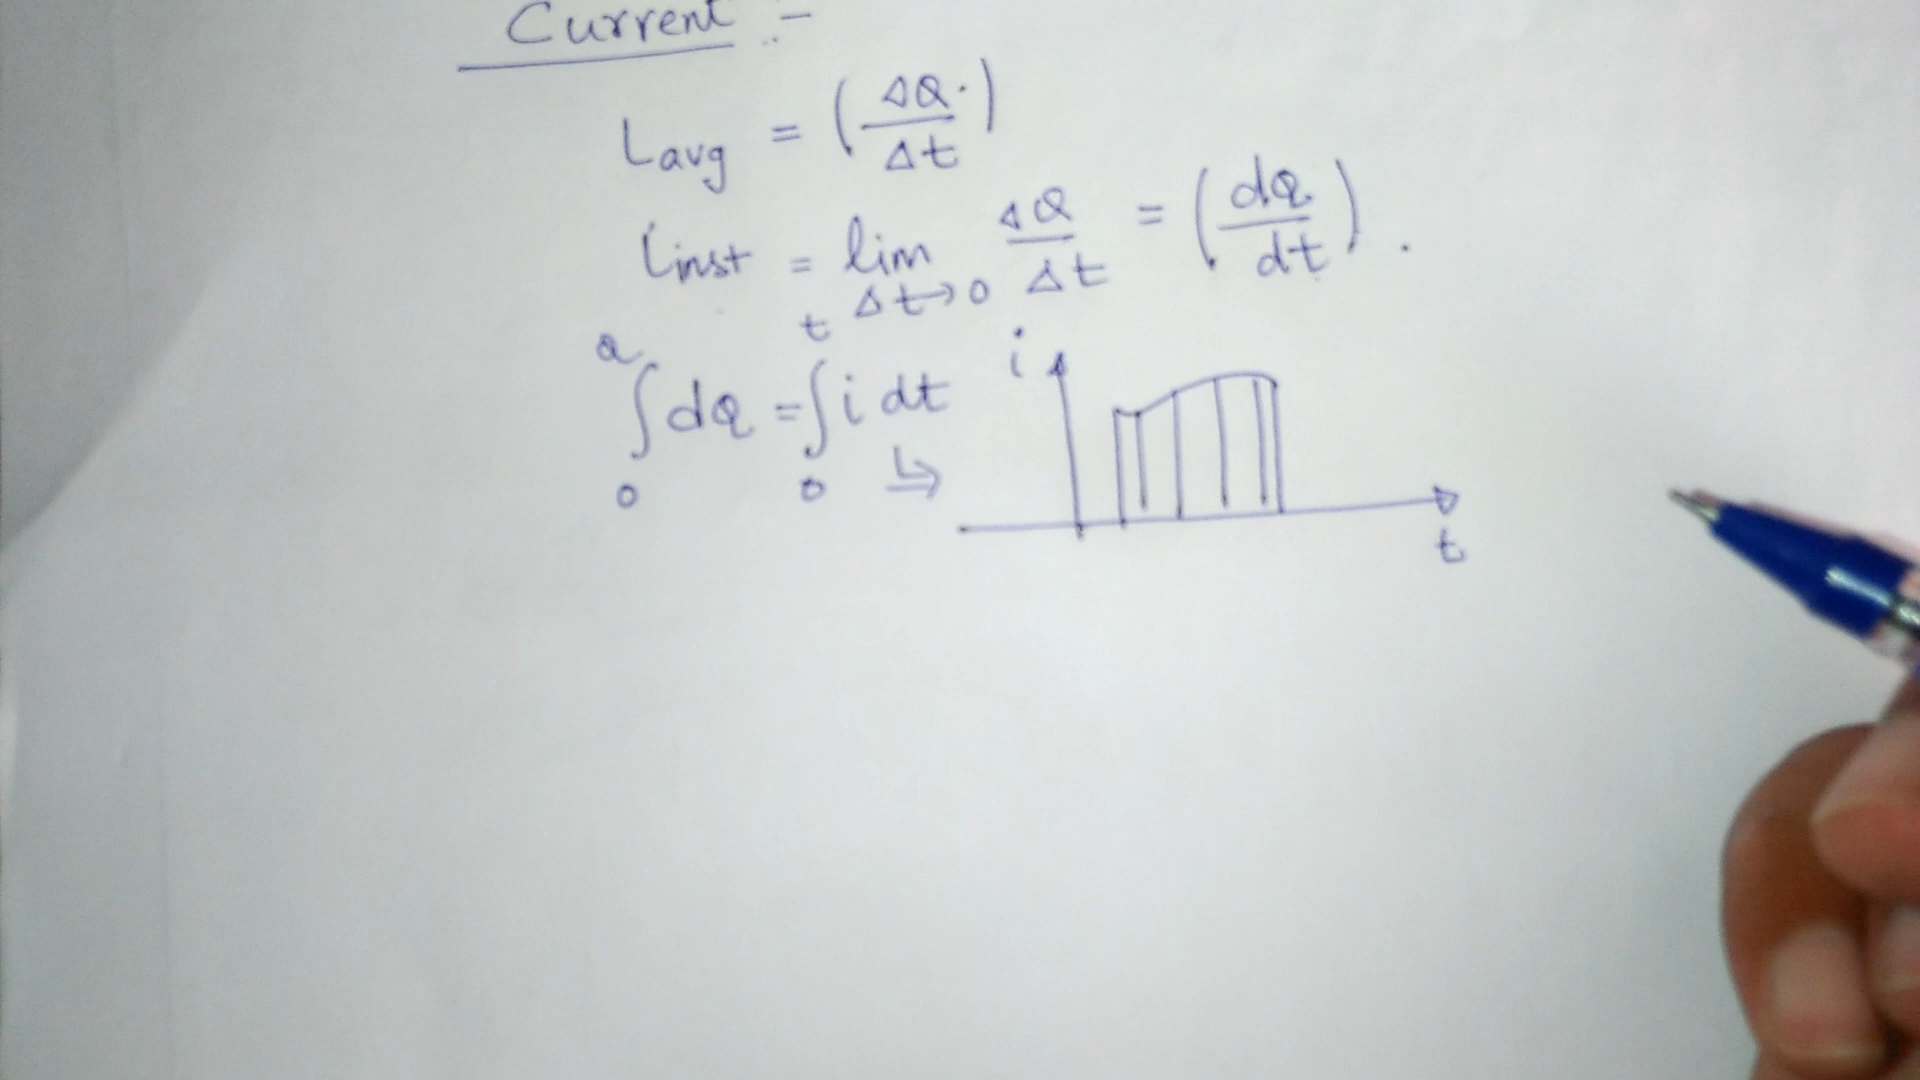 Current :-
iavg = (ΔQ/Δt)
iinst = lim Δt→0 ΔQ/Δt = (dQ/dt).
Q∫0 dQ = t∫0 i dt
i
t